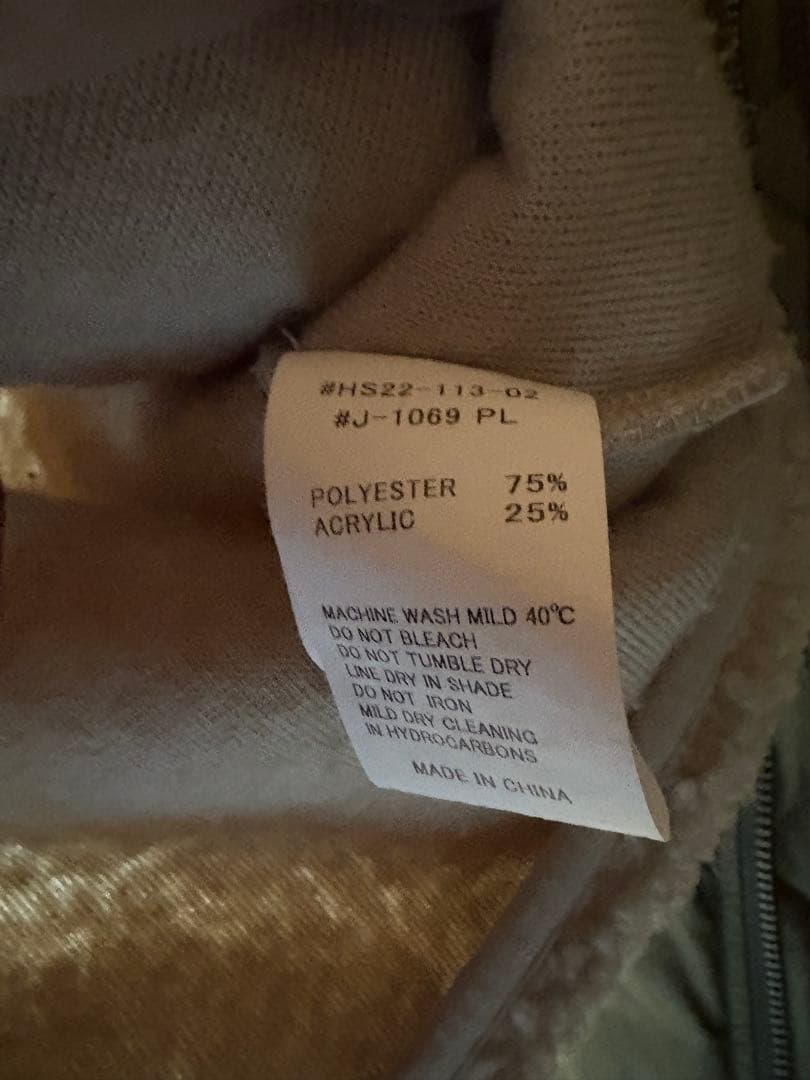 #HS22-113-02
#J-1069 PL
POLYESTER 75%
ACRYLIC 25%
MACHINE WASH MILD 40℃
DO NOT BLEACH
DO NOT TUMBLE DRY
LINE DRY IN SHADE
DO NOT IRON
MILD DRY CLEANING
IN HYDROCARBONS
MADE IN CHINA